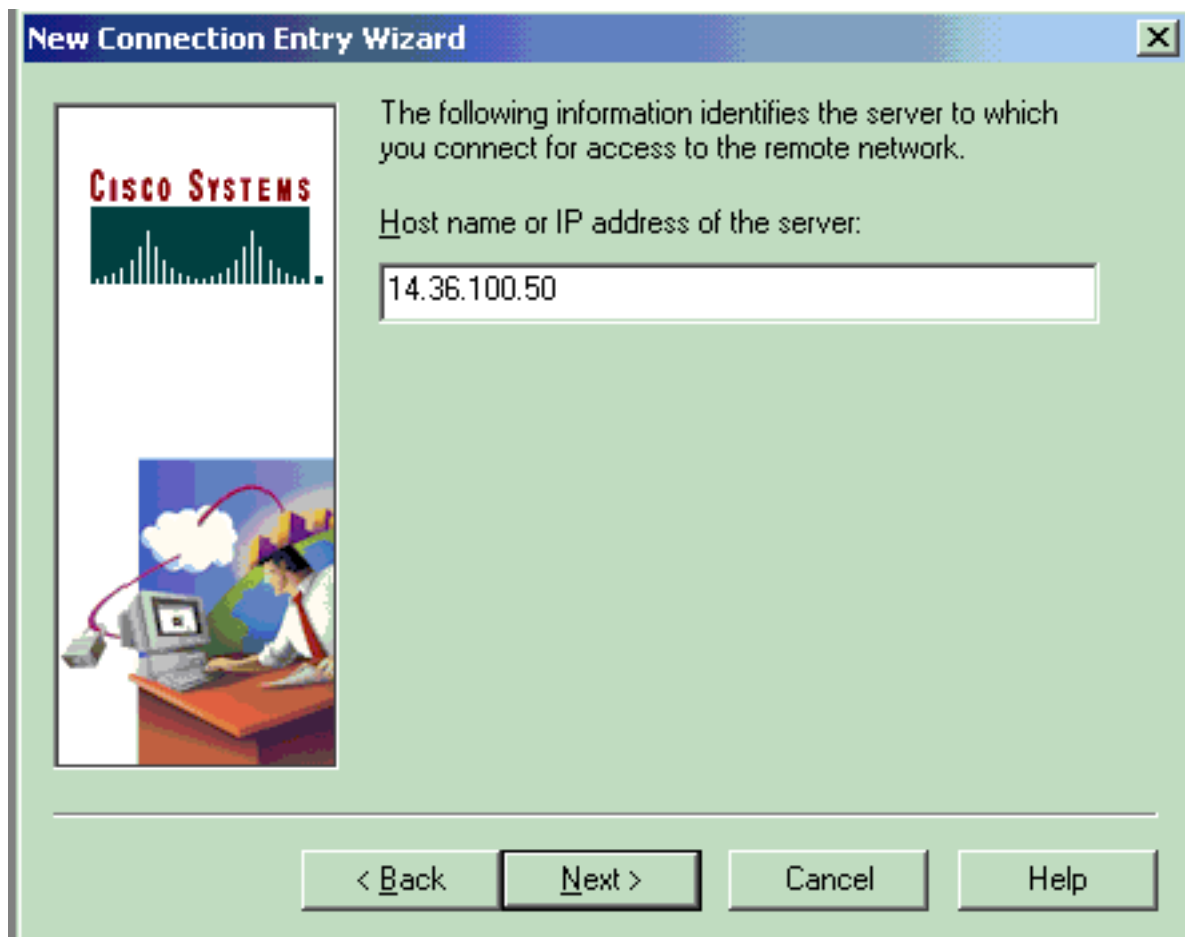 New Connection Entry Wizard
CISCO SYSTEMS
The following information identifies the server to which
you connect for access to the remote network.
Host name or IP address of the server:
14.36.100.50
< Back
Next >
Cancel
Help